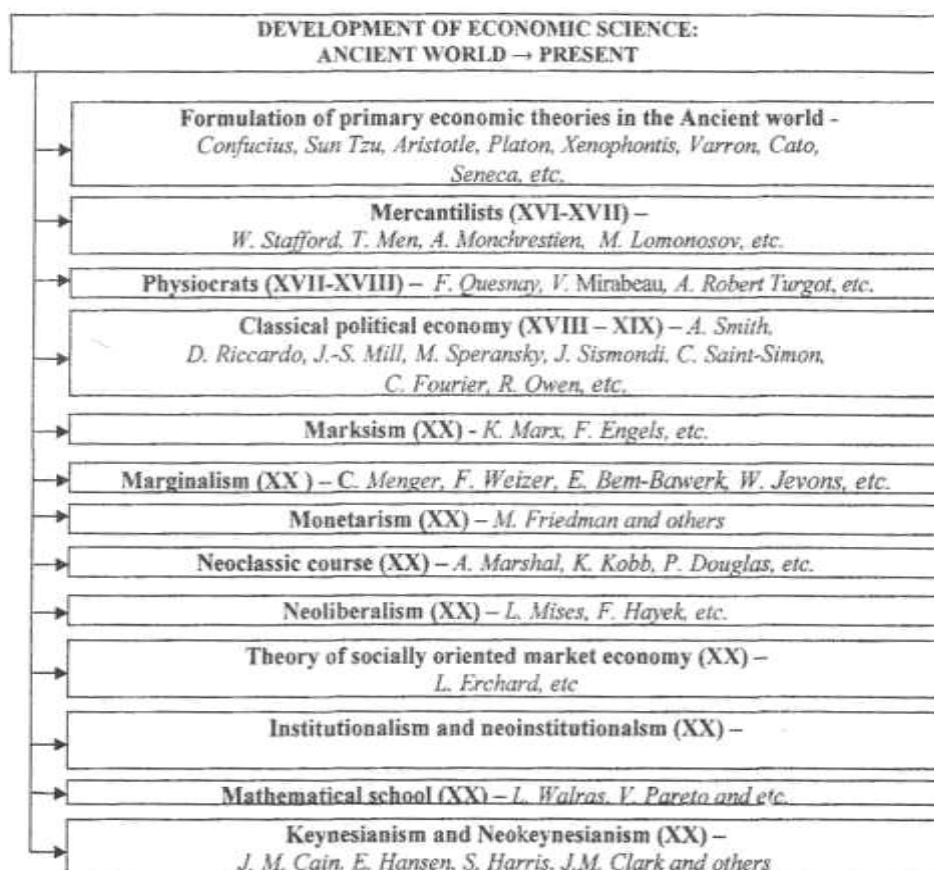 DEVELOPMENT OF ECONOMIC SCIENCE:
ANCIENT WORLD → PRESENT
Formulation of primary economic theories in the Ancient world -
Confucius, Sun Tzu, Aristotle, Platon, Xenophontis, Varron, Cato,
Seneca, etc.
Mercantilists (XVI-XVII) –
W. Stafford, T. Men, A. Monchrestien, M. Lomonosov, etc.
Physiocrats (XVII-XVIII) – F. Quesnay, V. Mirabeau, A. Robert Turgot, etc.
Classical political economy (XVIII – XIX) – A. Smith,
D. Riccardo, J.-S. Mill, M. Speransky, J. Sismondi, C. Saint-Simon,
C. Fourier, R. Owen, etc.
Marksism (XX) - K. Marx, F. Engels, etc.
Marginalism (XX ) – C. Menger, F. Weizer, E. Bem-Bawerk, W. Jevons, etc.
Monetarism (XX) – M. Friedman and others
Neoclassic course (XX) – A. Marshal, K. Kobb, P. Douglas, etc.
Neoliberalism (XX) – L. Mises, F. Hayek, etc.
Theory of socially oriented market economy (XX) –
L. Erchard, etc
Institutionalism and neoinstitutionalsm (XX) –
Mathematical school (XX) – L. Walras, V. Pareto and etc.
Keynesianism and Neokeynesianism (XX) –
J. M. Cain, E. Hansen, S. Harris, J.M. Clark and others